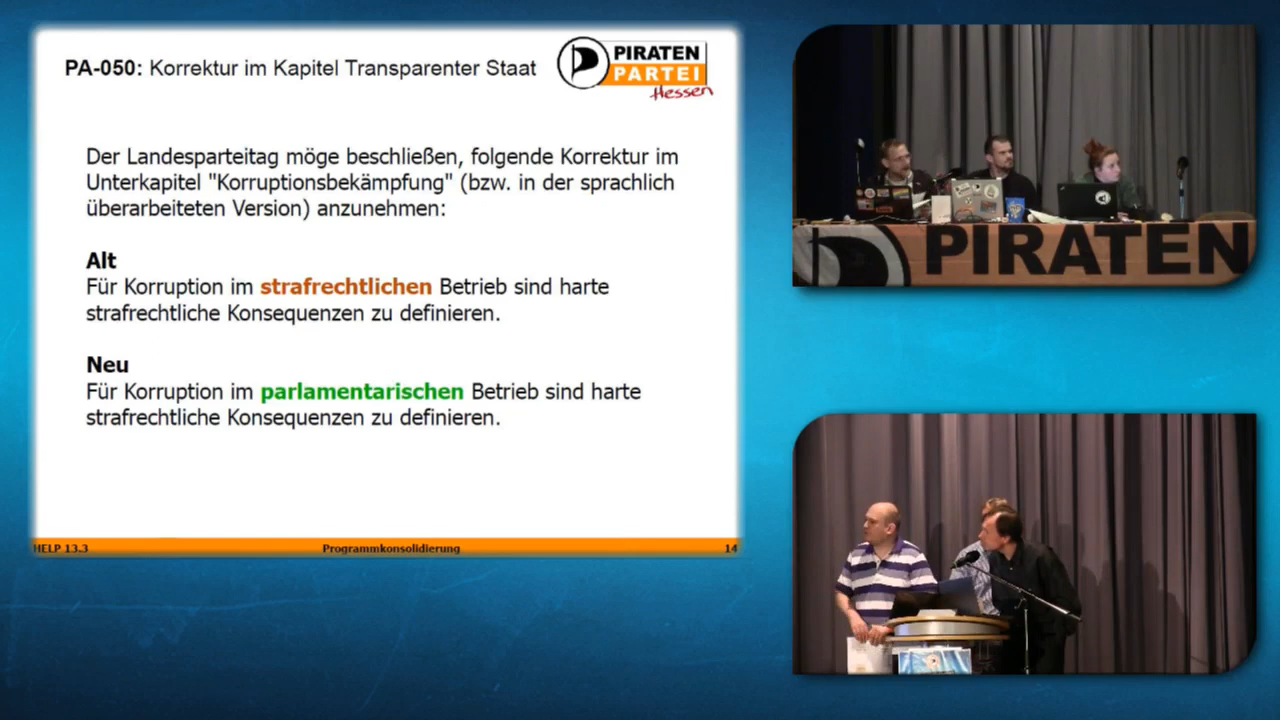 PA-050: Korrektur im Kapitel Transparenter Staat
PIRATEN
PARTEI
Hessen
Der Landesparteitag möge beschließen, folgende Korrektur im
Unterkapitel "Korruptionsbekämpfung" (bzw. in der sprachlich
überarbeiteten Version) anzunehmen:
Alt
Für Korruption im strafrechtlichen Betrieb sind harte
strafrechtliche Konsequenzen zu definieren.
Neu
Für Korruption im parlamentarischen Betrieb sind harte
strafrechtliche Konsequenzen zu definieren.
HELP 13.3 Programmkonsolidierung 14
PIRATEN